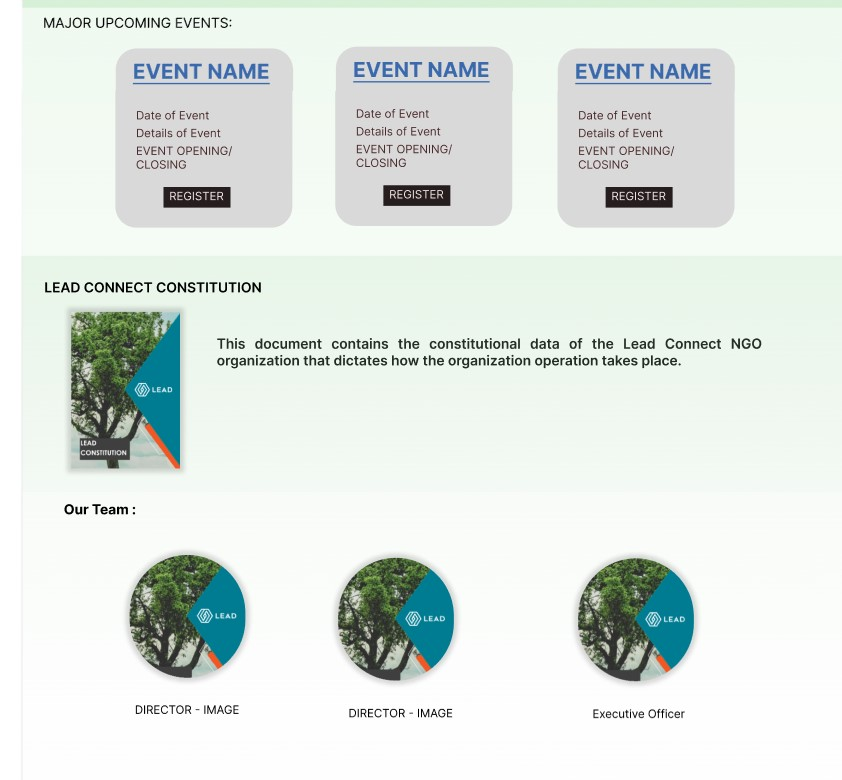 MAJOR UPCOMING EVENTS:
EVENT NAME
Date of Event
Details of Event
EVENT OPENING/
CLOSING
REGISTER
EVENT NAME
Date of Event
Details of Event
EVENT OPENING/
CLOSING
REGISTER
EVENT NAME
Date of Event
Details of Event
EVENT OPENING/
CLOSING
REGISTER
LEAD CONNECT CONSTITUTION
LEAD
LEAD
CONSTITUTION
This document contains the constitutional data of the Lead Connect NGO
organization that dictates how the organization operation takes place.
Our Team :
LEAD
DIRECTOR - IMAGE
LEAD
DIRECTOR - IMAGE
LEAD
Executive Officer